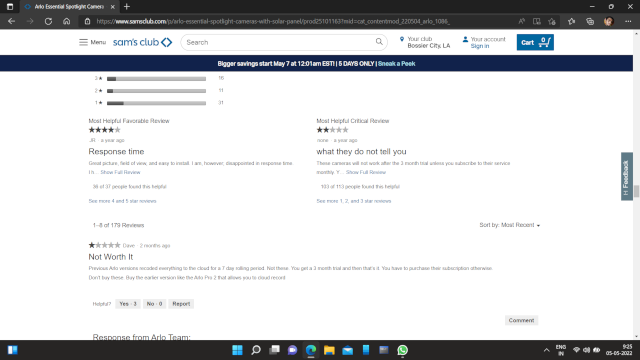 Arlo Essential Spotlight Camera
https://www.samsclub.com/p/arlo-essential-spotlight-cameras-with-solar-panel/prod25101163?mid=cat_contentmod_220504_arlo_1086_
Menu sam's club Search Your club Bossier City, LA Your account Sign in Cart 0
Bigger savings start May 7 at 12:01am EST! | 5 DAYS ONLY | Sneak a Peek
3 ★ 16
2 ★ 11
1 ★ 31
Most Helpful Favorable Review
JR a year ago
Response time
Great picture, field of view, and easy to install. I am, however, disappointed in response time
Show Full Review
36 of 37 people found this helpful
See more 4 and 5 star reviews
Most Helpful Critical Review
none a year ago
what they do not tell you
These cameras will not work after the 3 month trial unless you subscribe to their service
monthly. Y ... Show Full Review
103 of 113 people found this helpful
See more 1, 2, and 3 star reviews
Feedback
1–8 of 179 Reviews
Sort by: Most Recent
Dave 2 months ago
Not Worth It
Previous Arlo versions recoded everything to the cloud for a 7 day rolling period. Not these. You get a 3 month trial and then that's it. You have to purchase their subscription otherwise.
Don't buy these. Buy the earlier version like the Arlo Pro 2 that allows you to cloud record
Helpful? Yes · 3 No · 0 Report
Comment
Response from Arlo Team:
ENG
IN
9:25
05-05-2022